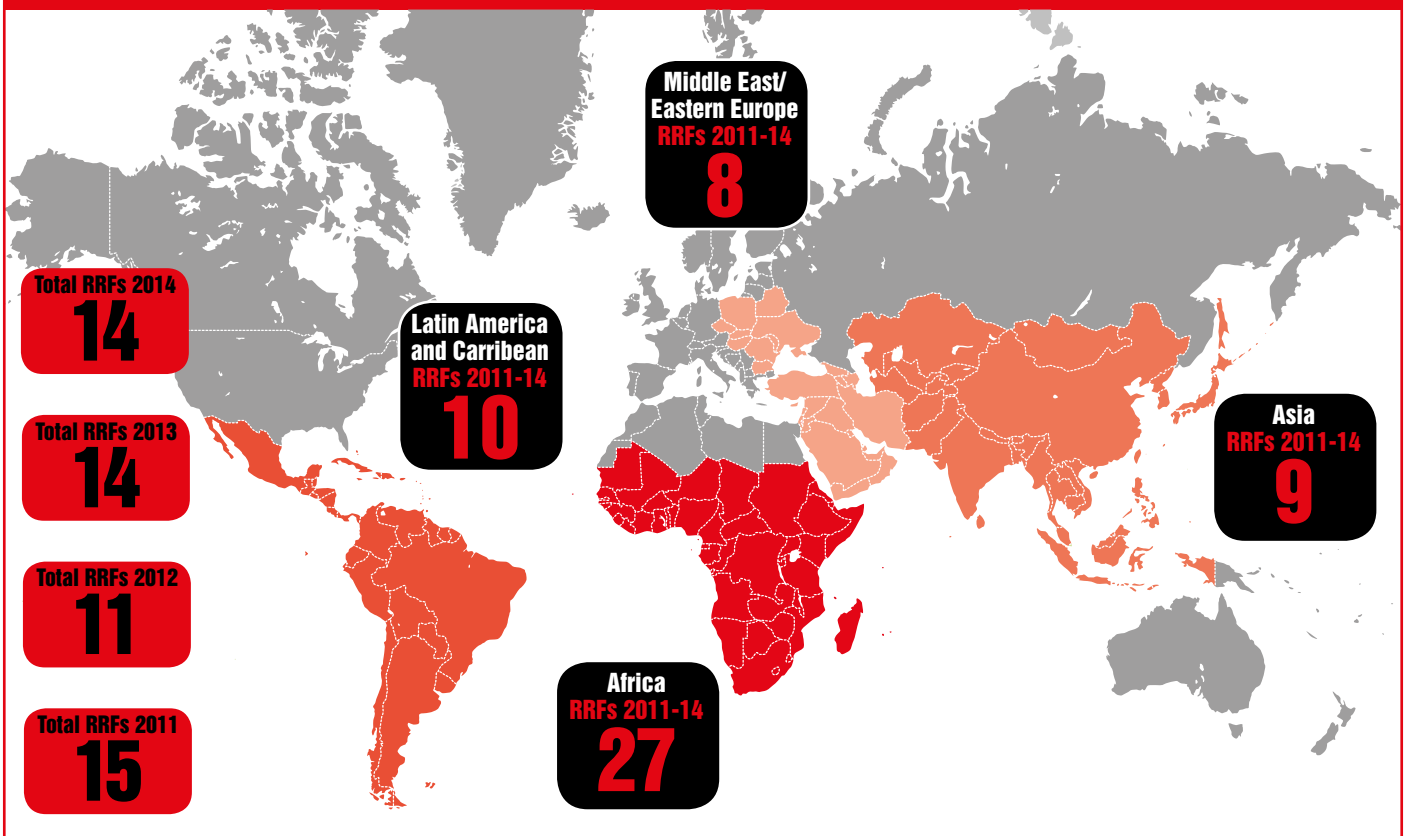 Middle East/
Eastern Europe
RRFs 2011-14
8
Total RRFs 2014
14
Latin America
and Carribean
RRFs 2011-14
10
Total RRFs 2013
14
Asia
RRFs 2011-14
9
Total RRFs 2012
11
Africa
RRFs 2011-14
27
Total RRFs 2011
15